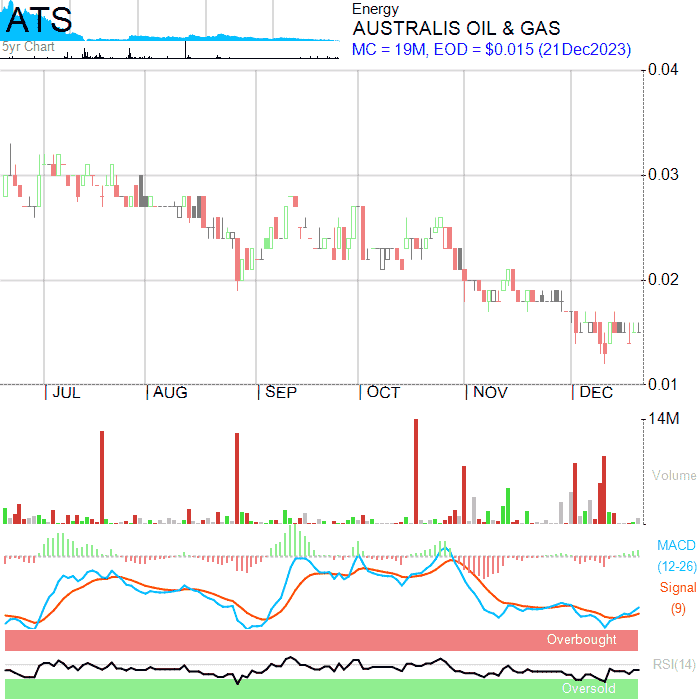 ATS
5yr Chart
Energy
AUSTRALIS OIL & GAS
MC = 19M, EOD = $0.015 (21Dec2023)
0.04
0.03
0.02
0.01
JUL AUG SEP OCT NOV DEC
14M
Volume
MACD
(12-26)
Signal
(9)
Overbought
RSI(14)
Oversold